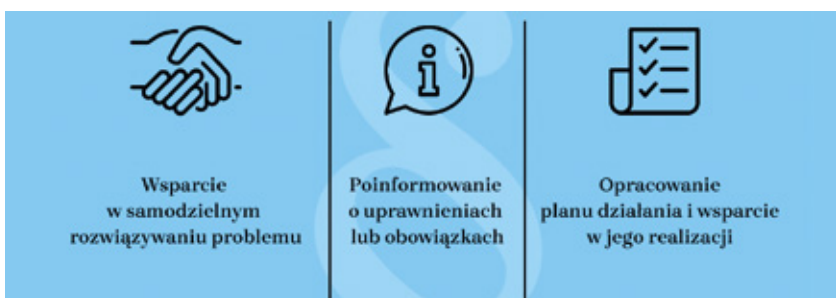 Wsparcie
w samodzielnym
rozwiązywaniu problemu
Poinformowanie
o uprawnieniach
lub obowiązkach
Opracowanie
planu działania i wsparcie
w jego realizacji